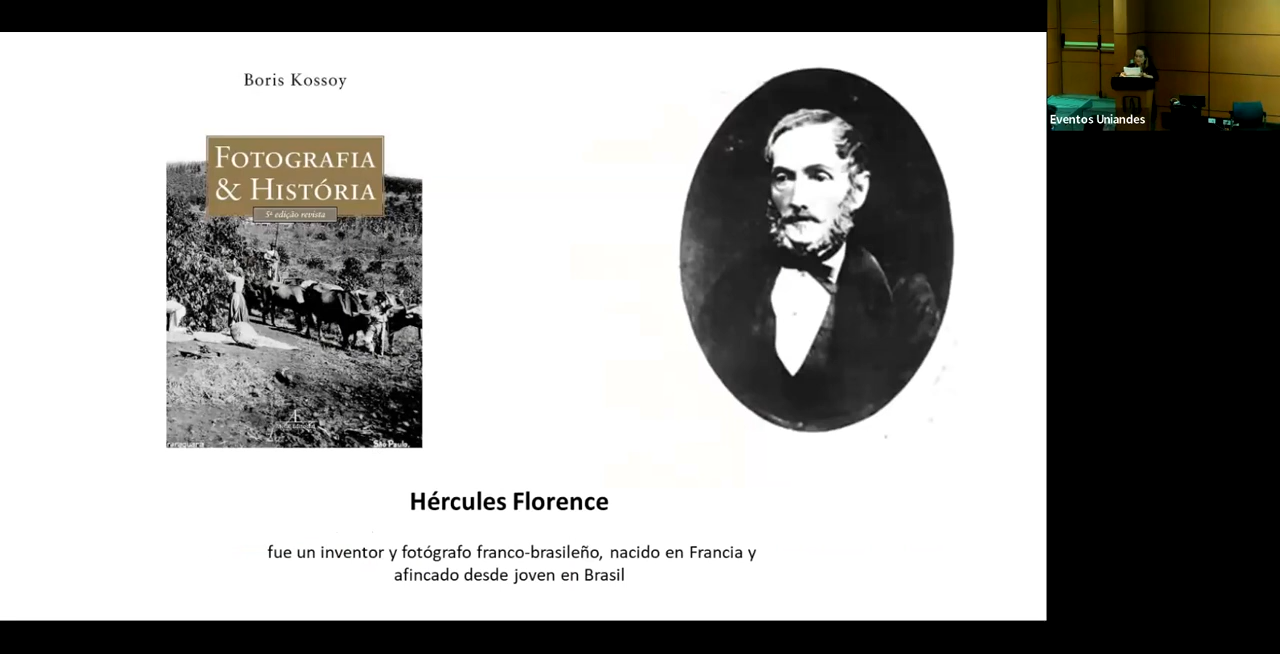 Boris Kossoy
FOTOGRAFIA
& HISTÓRIA
5ª edição revista
São Paulo.
Hércules Florence
fue un inventor y fotógrafo franco-brasileño, nacido en Francia y
afincado desde joven en Brasil
Eventos Uniandes